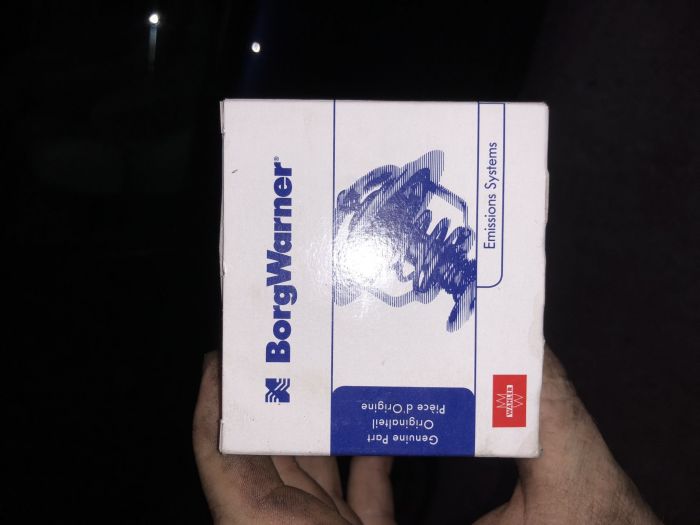 BorgWarner®
Emissions Systems
Genuine Part
Originalteil
Pièce d'Origine
WAHLER